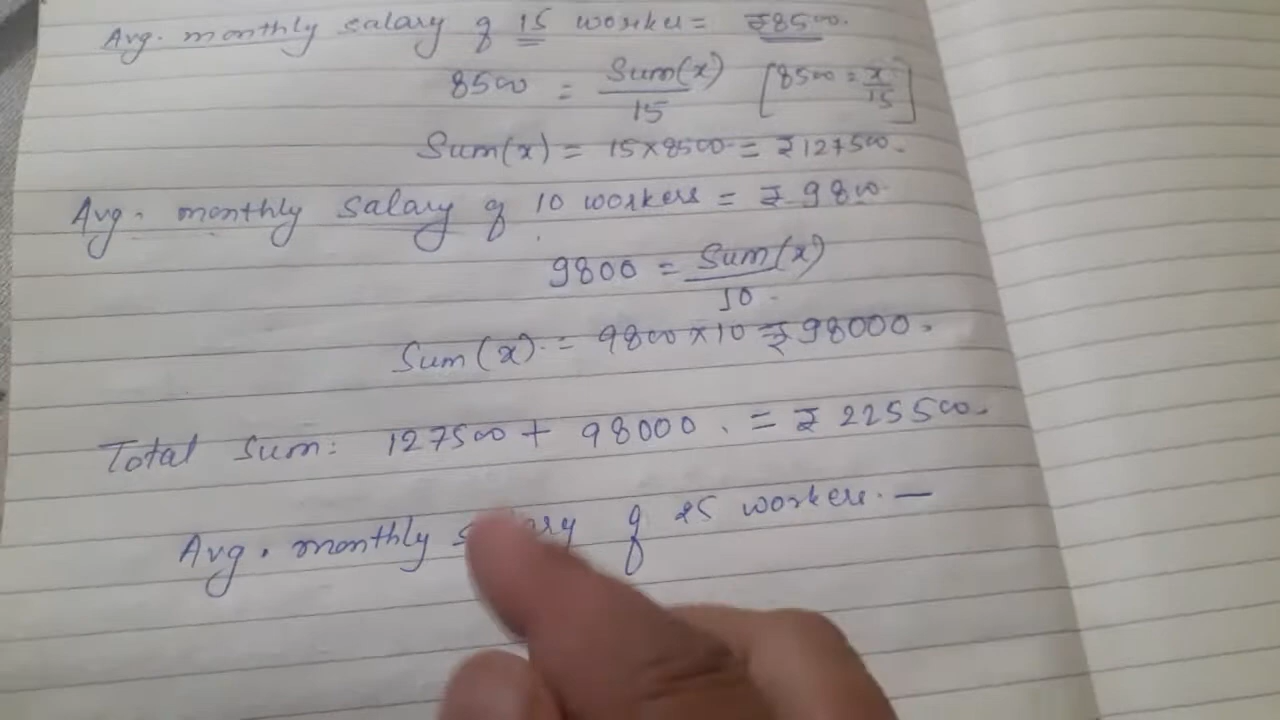 Avg. monthly salary of 15 worker = ₹8500.
8500 = Sum(x)/15 [8500 = x/15]
Sum(x) = 15×8500 = ₹127500.
Avg. monthly salary of 10 workers = ₹9800
9800 = Sum(x)/10
Sum(x) = 9800×10 = ₹98000.
Total Sum: 127500 + 98000. = ₹225500.
Avg. monthly salary of 25 workers. —